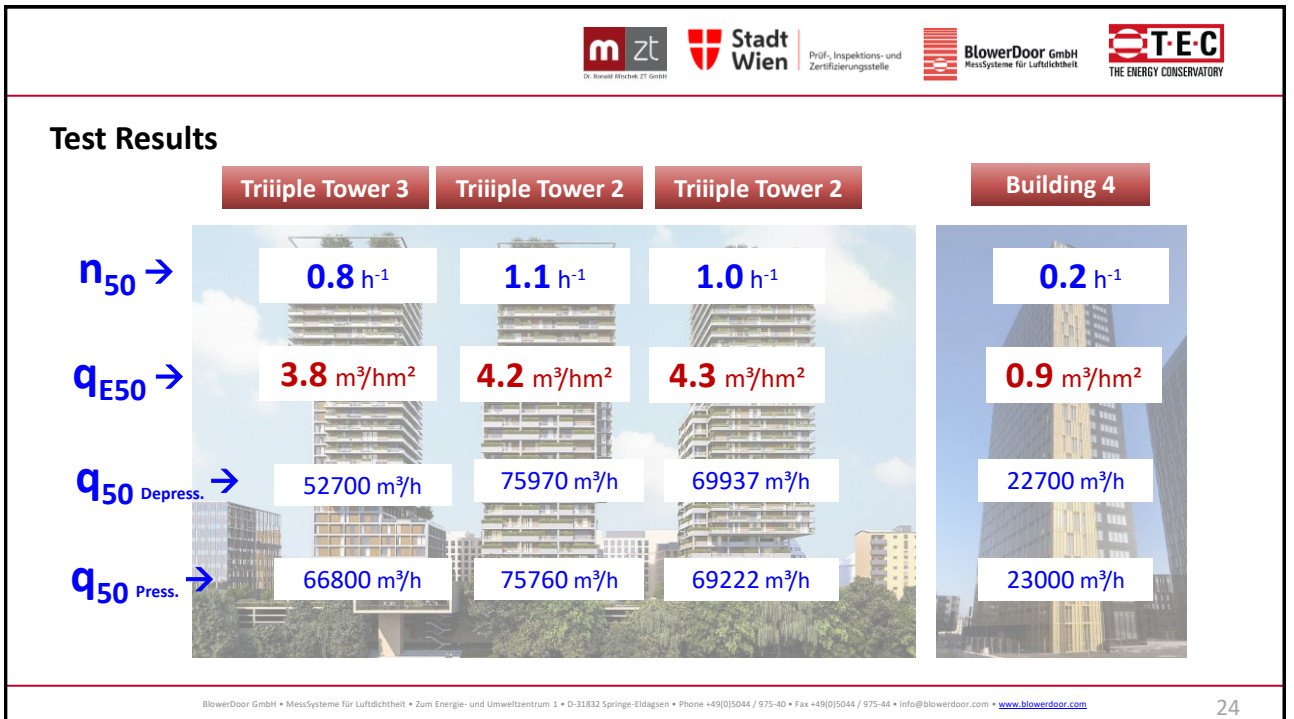 m zt
Dr. Ronald Mischek ZT GmbH
Stadt
Wien
Prüf-, Inspektions- und
Zertifizierungsstelle
BlowerDoor GmbH
MessSysteme für Luftdichtheit
T·E·C
THE ENERGY CONSERVATORY
Test Results
Triiiple Tower 3 Triiiple Tower 2 Triiiple Tower 2 Building 4
n50 → 0.8 h-1 1.1 h-1 1.0 h-1 0.2 h-1
qE50 → 3.8 m³/hm² 4.2 m³/hm² 4.3 m³/hm² 0.9 m³/hm²
q50 Depress. → 52700 m³/h 75970 m³/h 69937 m³/h 22700 m³/h
q50 Press. → 66800 m³/h 75760 m³/h 69222 m³/h 23000 m³/h
BlowerDoor GmbH • MessSysteme für Luftdichtheit • Zum Energie- und Umweltzentrum 1 • D-31832 Springe-Eldagsen • Phone +49(0)5044 / 975-40 • Fax +49(0)5044 / 975-44 • info@blowerdoor.com • www.blowerdoor.com 24